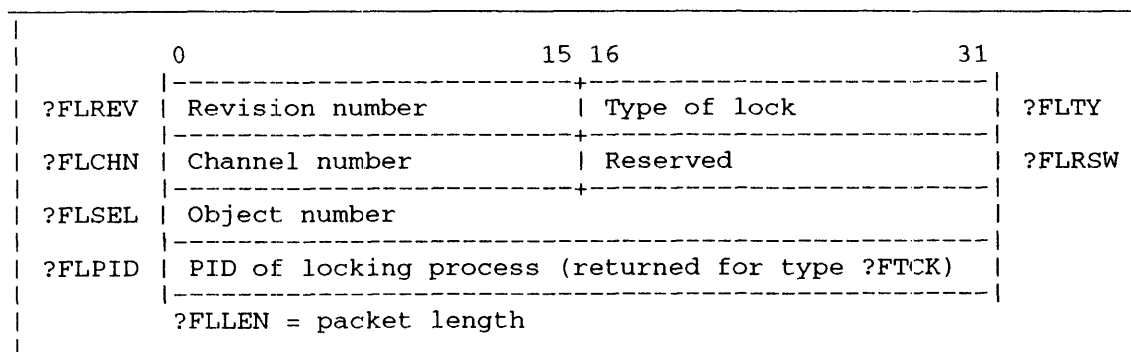 0 15 16 31
?FLREV Revision number Type of lock ?FLTY
?FLCHN Channel number Reserved ?FLRSW
?FLSEL Object number
?FLPID PID of locking process (returned for type ?FTCK)
?FLLEN = packet length